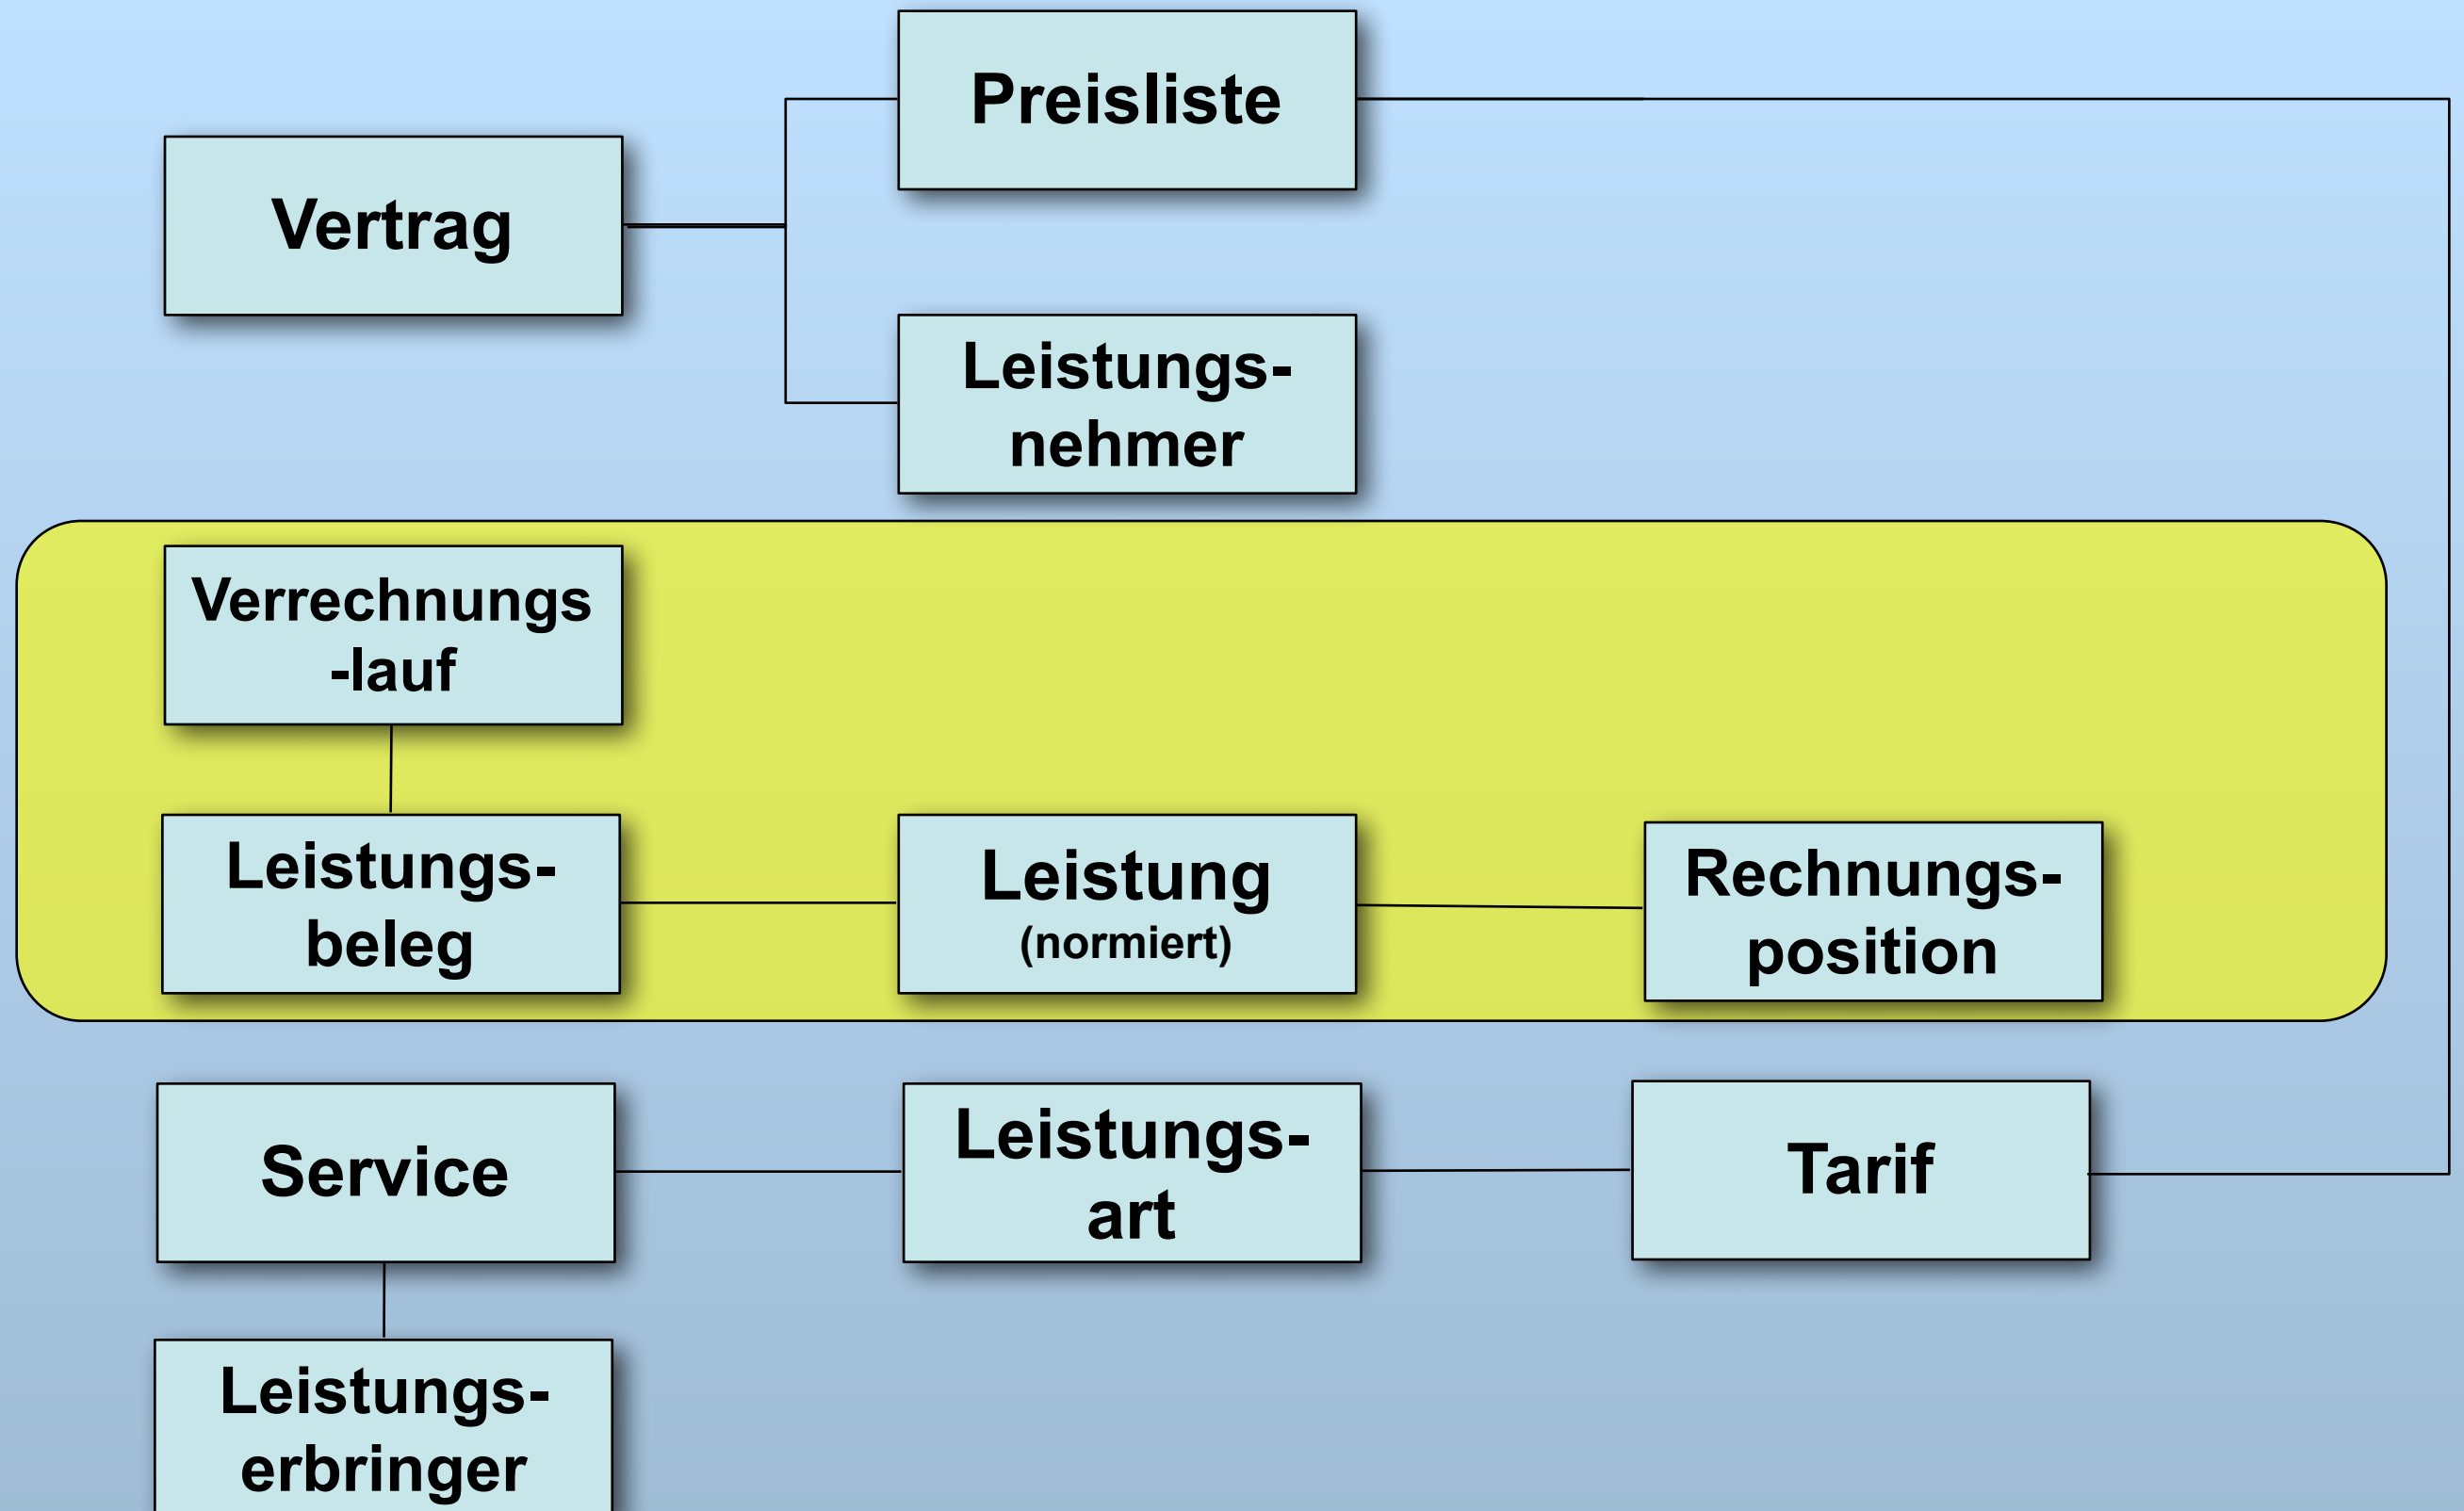 Preisliste
Vertrag
Leistungs-
nehmer
Verrechnungs
-lauf
Leistungs-
beleg
Leistung
(normiert)
Rechnungs-
position
Service
Leistungs-
art
Tarif
Leistungs-
erbringer